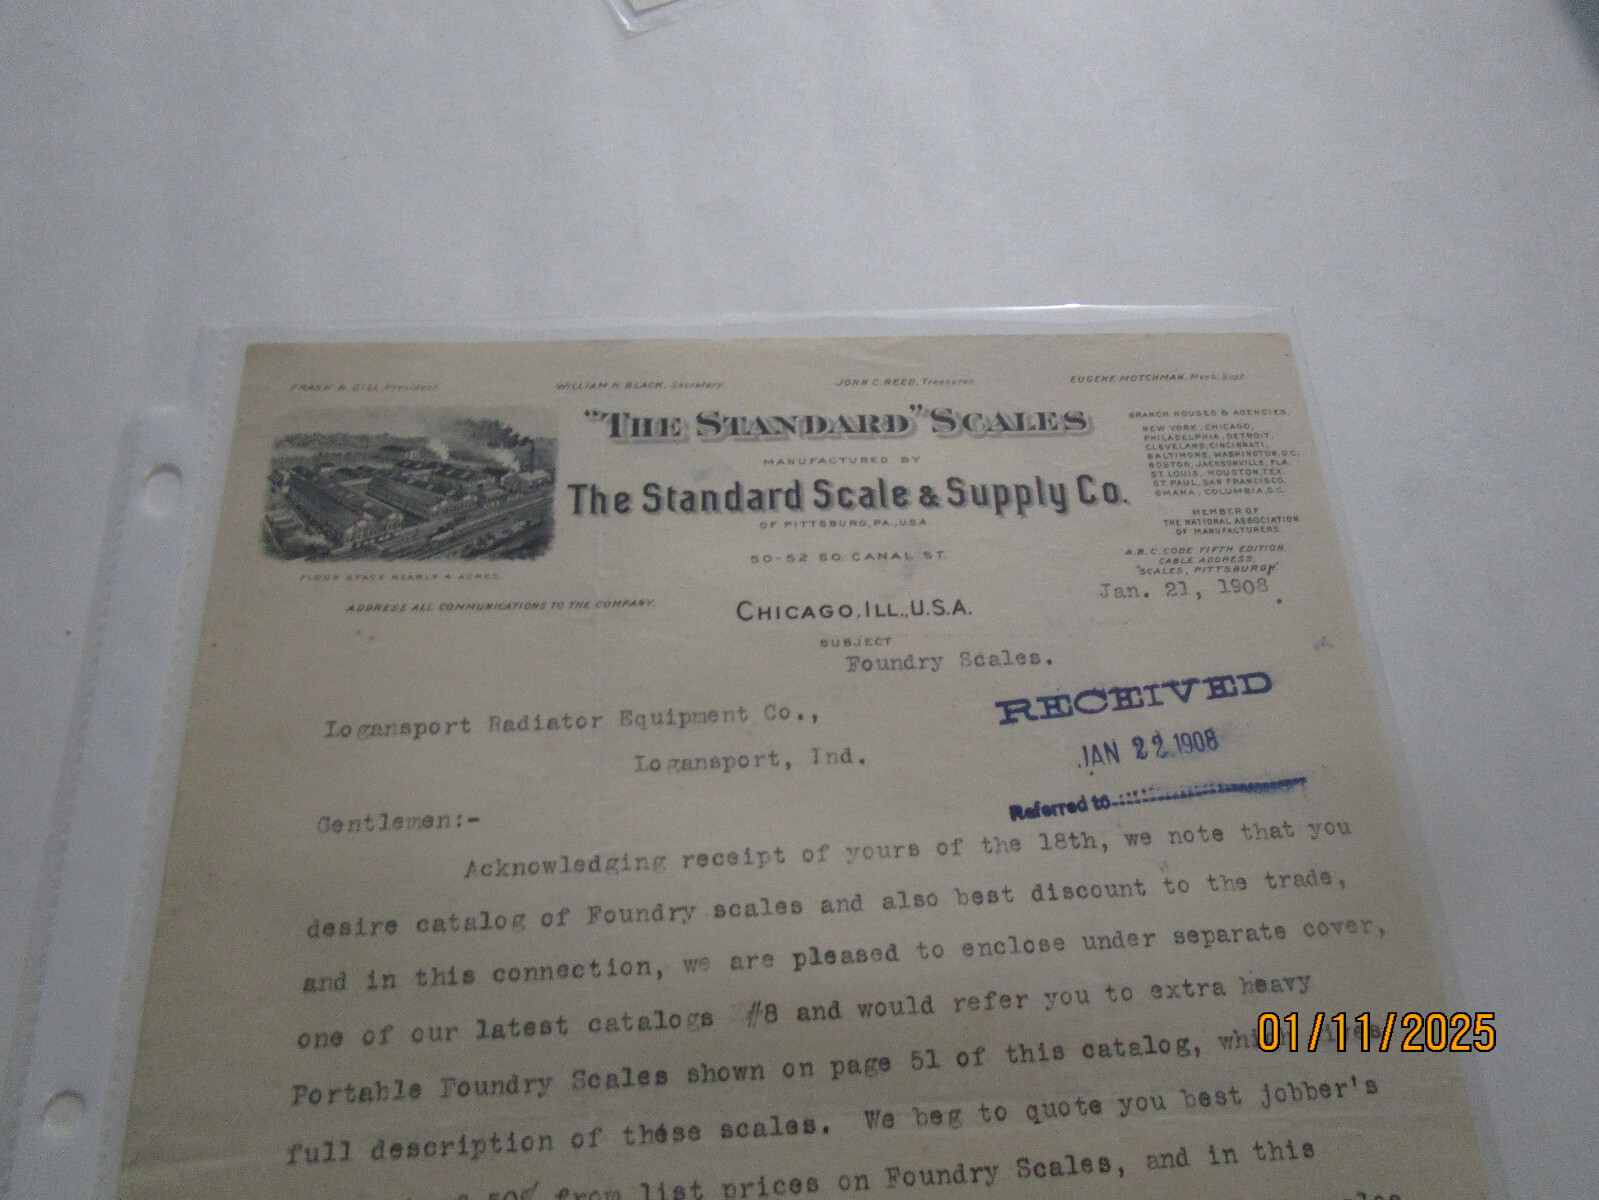 FRANK B. GILL, President.
WILLIAM H. BLACK, Secretary.
JOHN C. REED, Treasurer.
EUGENE MOTCHMAN, Mech. Supt.
"THE STANDARD" SCALES
MANUFACTURED BY
The Standard Scale & Supply Co.
OF PITTSBURG, PA., U.S.A.
50-52 SO. CANAL ST.
CHICAGO, ILL., U.S.A.
FLOOR SPACE NEARLY 4 ACRES.
ADDRESS ALL COMMUNICATIONS TO THE COMPANY.
BRANCH HOUSES & AGENCIES,
NEW YORK, CHICAGO,
PHILADELPHIA, DETROIT,
CLEVELAND, CINCINNATI,
BALTIMORE, WASHINGTON, D.C.
BOSTON, JACKSONVILLE, FLA.
ST. LOUIS, HOUSTON, TEX.
ST. PAUL, SAN FRANCISCO,
OMAHA, COLUMBIA, S.C.
MEMBER OF
THE NATIONAL ASSOCIATION
OF MANUFACTURERS.
A.B.C. CODE FIFTH EDITION.
CABLE ADDRESS,
"SCALES, PITTSBURG"
Jan. 21, 1908.
SUBJECT
Foundry Scales.
RECEIVED
JAN 22 1908
Referred to
Logansport Radiator Equipment Co.,
Logansport, Ind.
Gentlemen:-
Acknowledging receipt of yours of the 18th, we note that you
desire catalog of Foundry scales and also best discount to the trade,
and in this connection, we are pleased to enclose under separate cover,
one of our latest catalogs #8 and would refer you to extra heavy
Portable Foundry Scales shown on page 51 of this catalog,
full description of these scales. We beg to quote you best jobber's
50% from list prices on Foundry Scales, and in this
01/11/2025